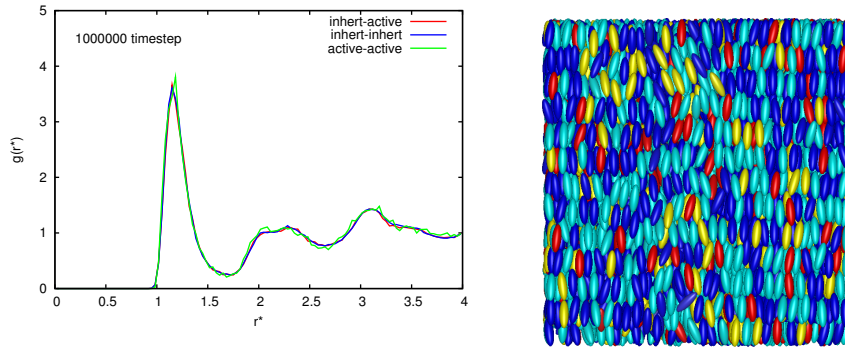 1000000 timestep
inhert-active
inhert-inhert
active-active
g(r*)
5
4
3
2
1
0
0 0.5 1 1.5 2 2.5 3 3.5 4
r*